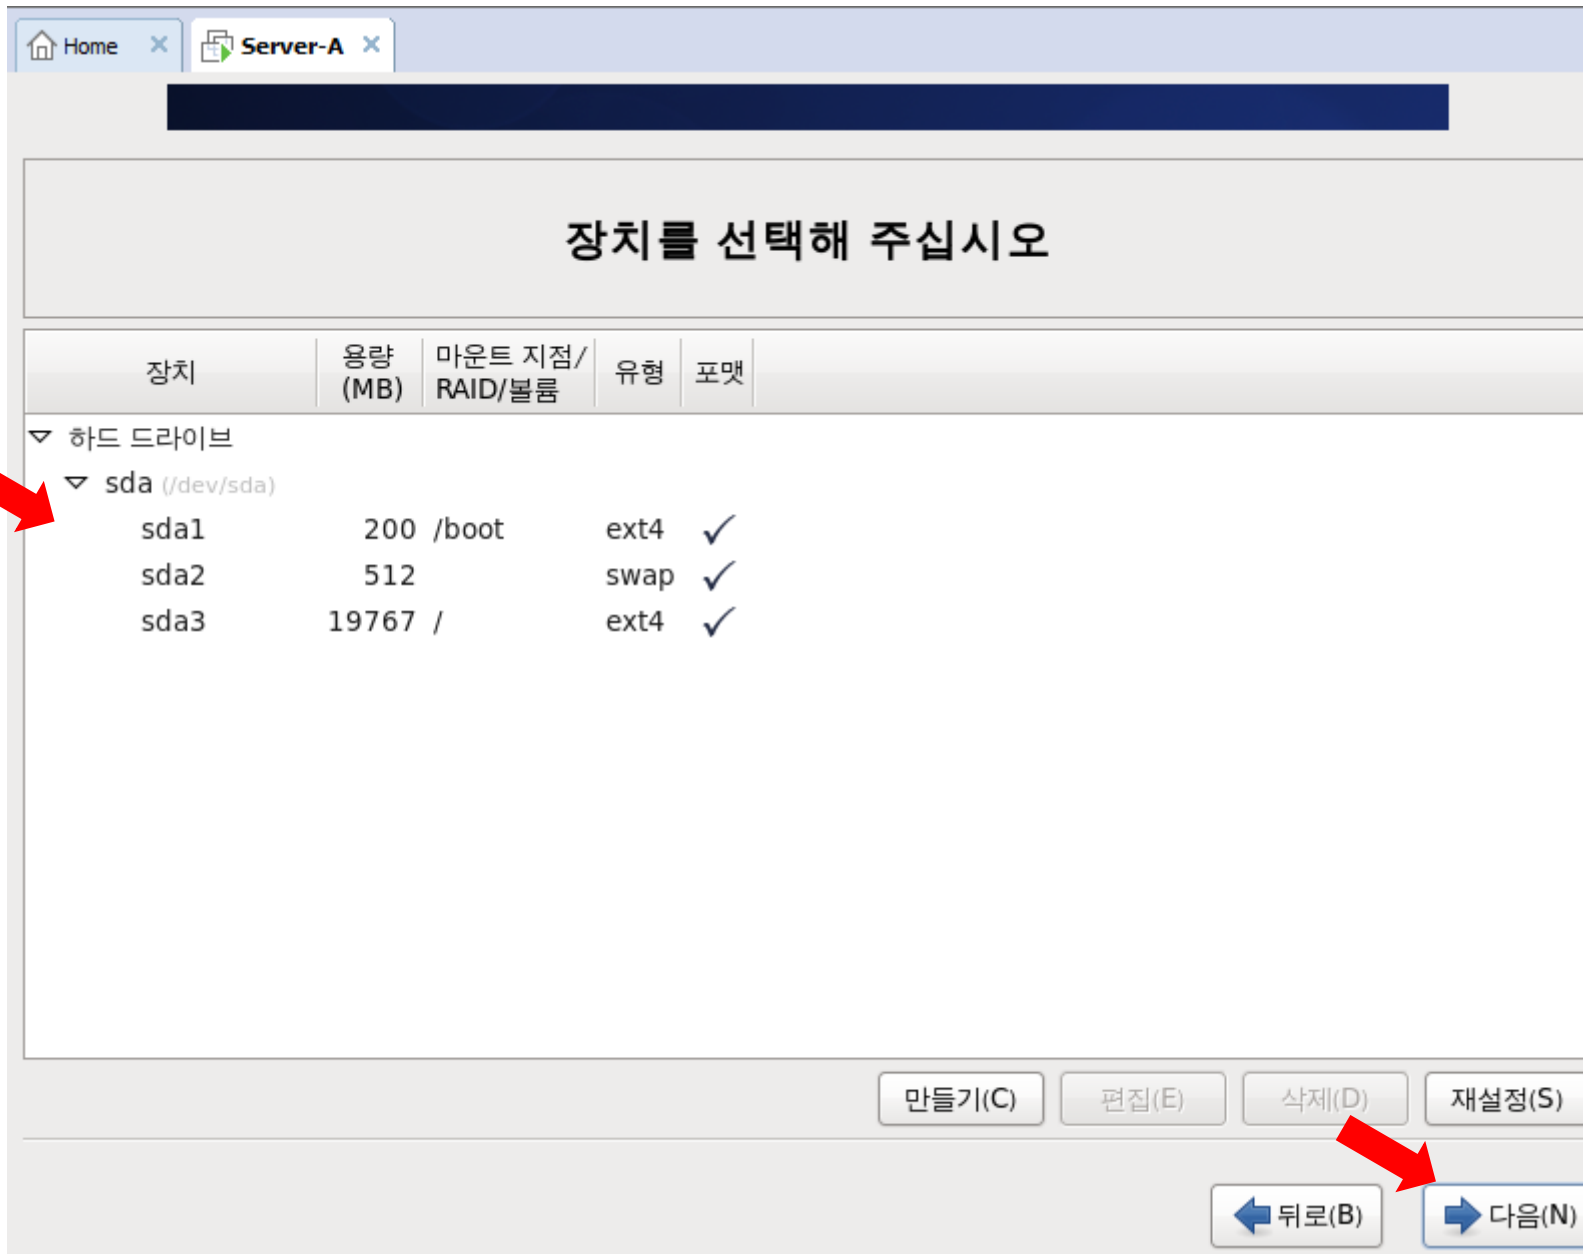 Home
Server-A
장치를 선택해 주십시오
장치 용량 (MB) 마운트 지점/ RAID/볼륨 유형 포맷
하드 드라이브
sda (/dev/sda)
sda1 200 /boot ext4
sda2 512 swap
sda3 19767 / ext4
만들기(C) 편집(E) 삭제(D) 재설정(S)
뒤로(B) 다음(N)